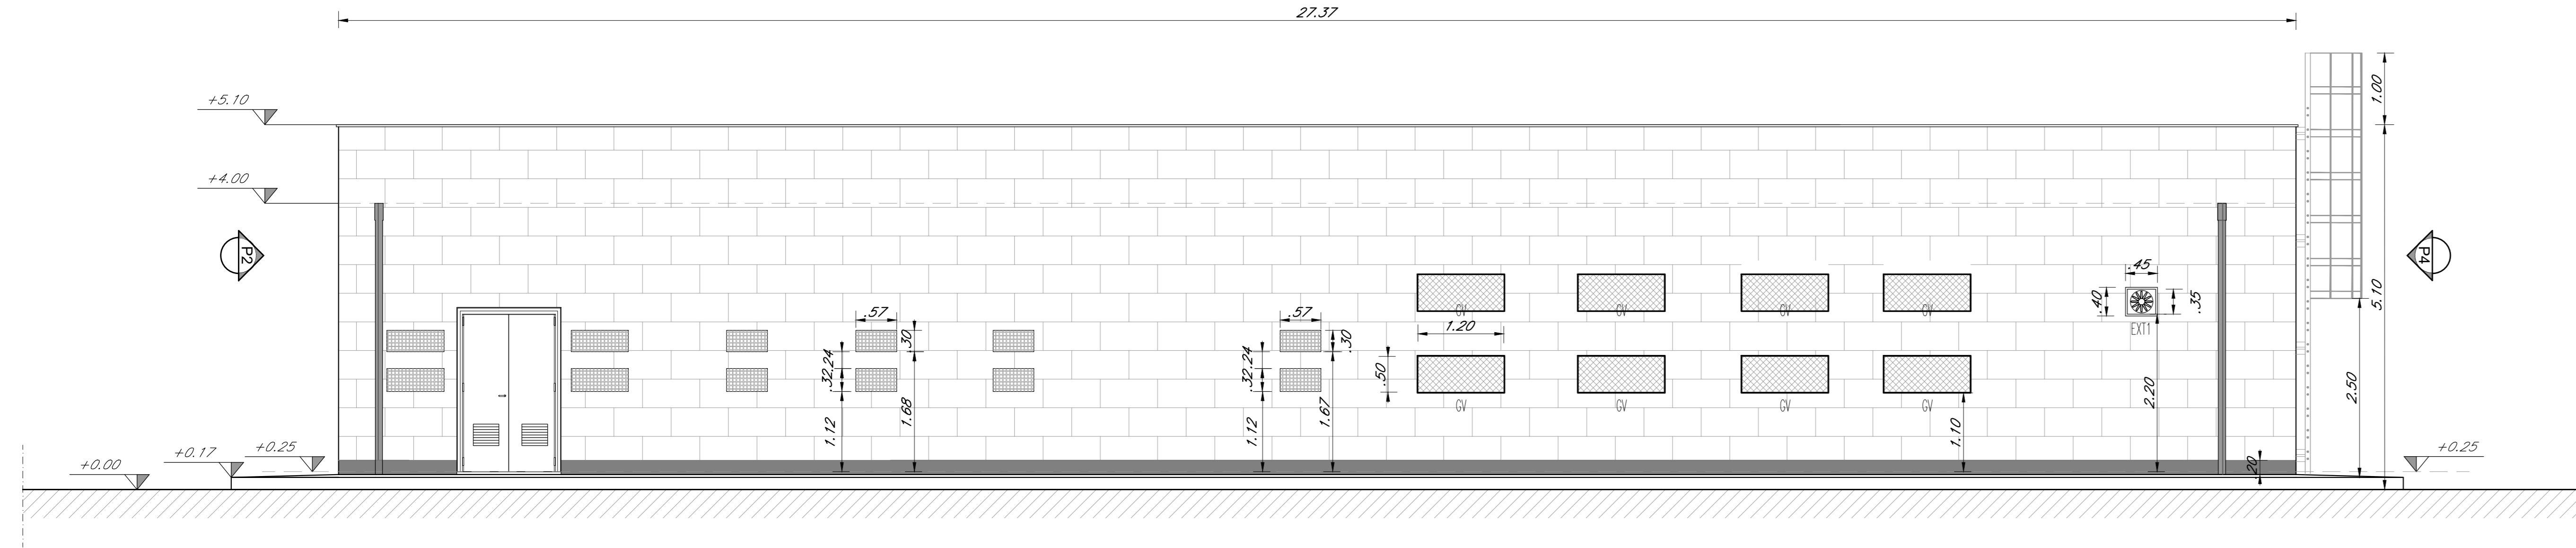 27.37
+5.10
1.00
+4.00
P2
P4
.45
.40
.35
EXT1
5.10
.57
.30
.24
.32
1.12
1.68
.57
.30
.24
.32
1.12
1.67
GV
GV
GV
GV
1.20
.50
GV
GV
GV
GV
1.10
2.20
2.50
.20
+0.00
+0.17
+0.25
+0.25